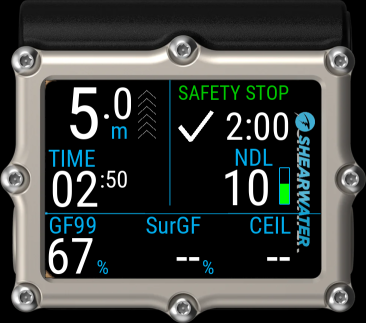 5.0 m
SAFETY STOP
2:00
TIME
02:50
NDL
10
GF99
67%
SurGF
--%
CEIL
--
SHEARWATER